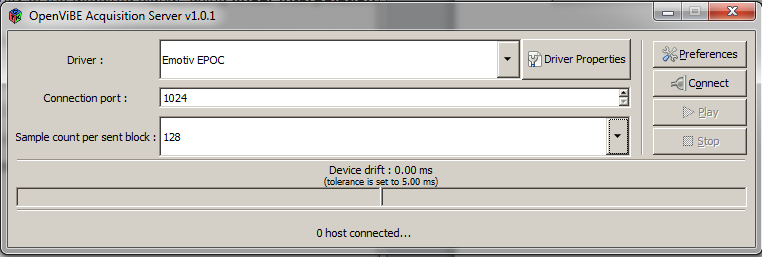 OpenViBE Acquisition Server v1.0.1
Driver :
Emotiv EPOC
Driver Properties
Preferences
Connection port :
1024
Connect
Sample count per sent block :
128
Play
Stop
Device drift : 0.00 ms
(tolerance is set to 5.00 ms)
0 host connected...